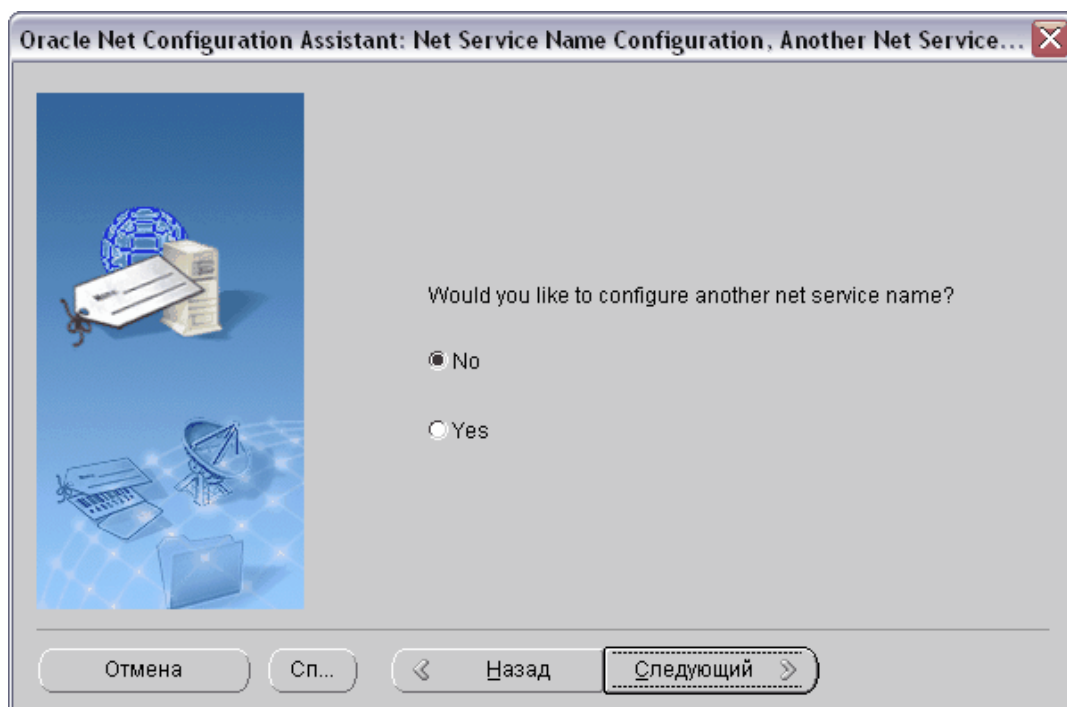 Oracle Net Configuration Assistant: Net Service Name Configuration, Another Net Service...
Would you like to configure another net service name?
No
Yes
Отмена Сп... Назад Следующий